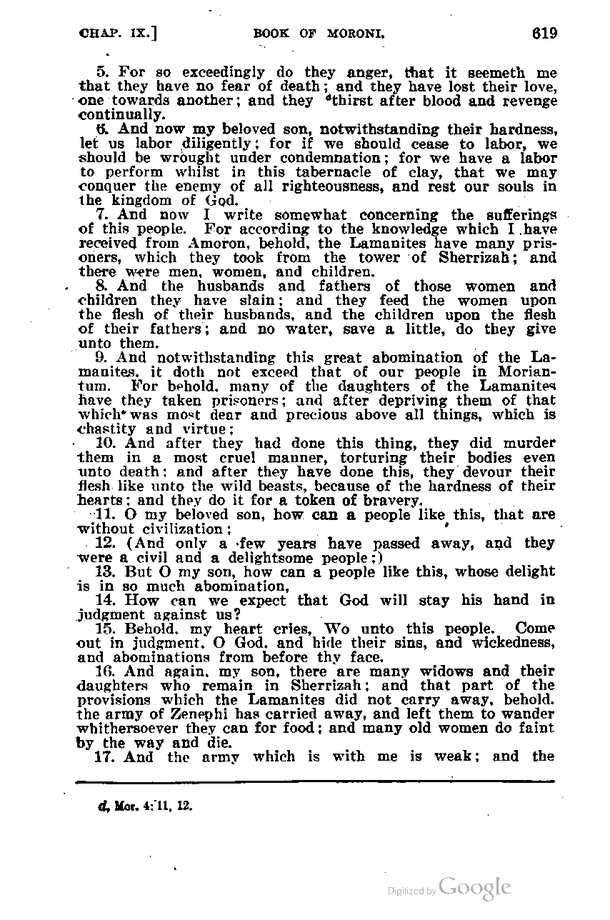 CHAP. IX.] BOOK OF MORONI. 619
5. For so exceedingly do they anger, that it seemeth me
that they have no fear of death; and they have lost their love,
one towards another; and they ᵈthirst after blood and revenge
continually.
6. And now my beloved son, notwithstanding their hardness,
let us labor diligently; for if we should cease to labor, we
should be wrought under condemnation; for we have a labor
to perform whilst in this tabernacle of clay, that we may
conquer the enemy of all righteousness, and rest our souls in
the kingdom of God.
7. And now I write somewhat concerning the sufferings
of this people. For according to the knowledge which I have
received from Amoron, behold, the Lamanites have many pris-
oners, which they took from the tower of Sherrizah; and
there were men, women, and children.
8. And the husbands and fathers of those women and
children they have slain; and they feed the women upon
the flesh of their husbands, and the children upon the flesh
of their fathers; and no water, save a little, do they give
unto them.
9. And notwithstanding this great abomination of the La-
manites, it doth not exceed that of our people in Morian-
tum. For behold, many of the daughters of the Lamanites
have they taken prisoners; and after depriving them of that
which was most dear and precious above all things, which is
chastity and virtue;
10. And after they had done this thing, they did murder
them in a most cruel manner, torturing their bodies even
unto death; and after they have done this, they devour their
flesh like unto the wild beasts, because of the hardness of their
hearts; and they do it for a token of bravery.
11. O my beloved son, how can a people like this, that are
without civilization;
12. (And only a few years have passed away, and they
were a civil and a delightsome people;)
13. But O my son, how can a people like this, whose delight
is in so much abomination,
14. How can we expect that God will stay his hand in
judgment against us?
15. Behold, my heart cries, Wo unto this people. Come
out in judgment, O God, and hide their sins, and wickedness,
and abominations from before thy face.
16. And again, my son, there are many widows and their
daughters who remain in Sherrizah; and that part of the
provisions which the Lamanites did not carry away, behold,
the army of Zenephi has carried away, and left them to wander
whithersoever they can for food; and many old women do faint
by the way and die.
17. And the army which is with me is weak; and the
d, Mor. 4:11, 12.
Digitized by Google